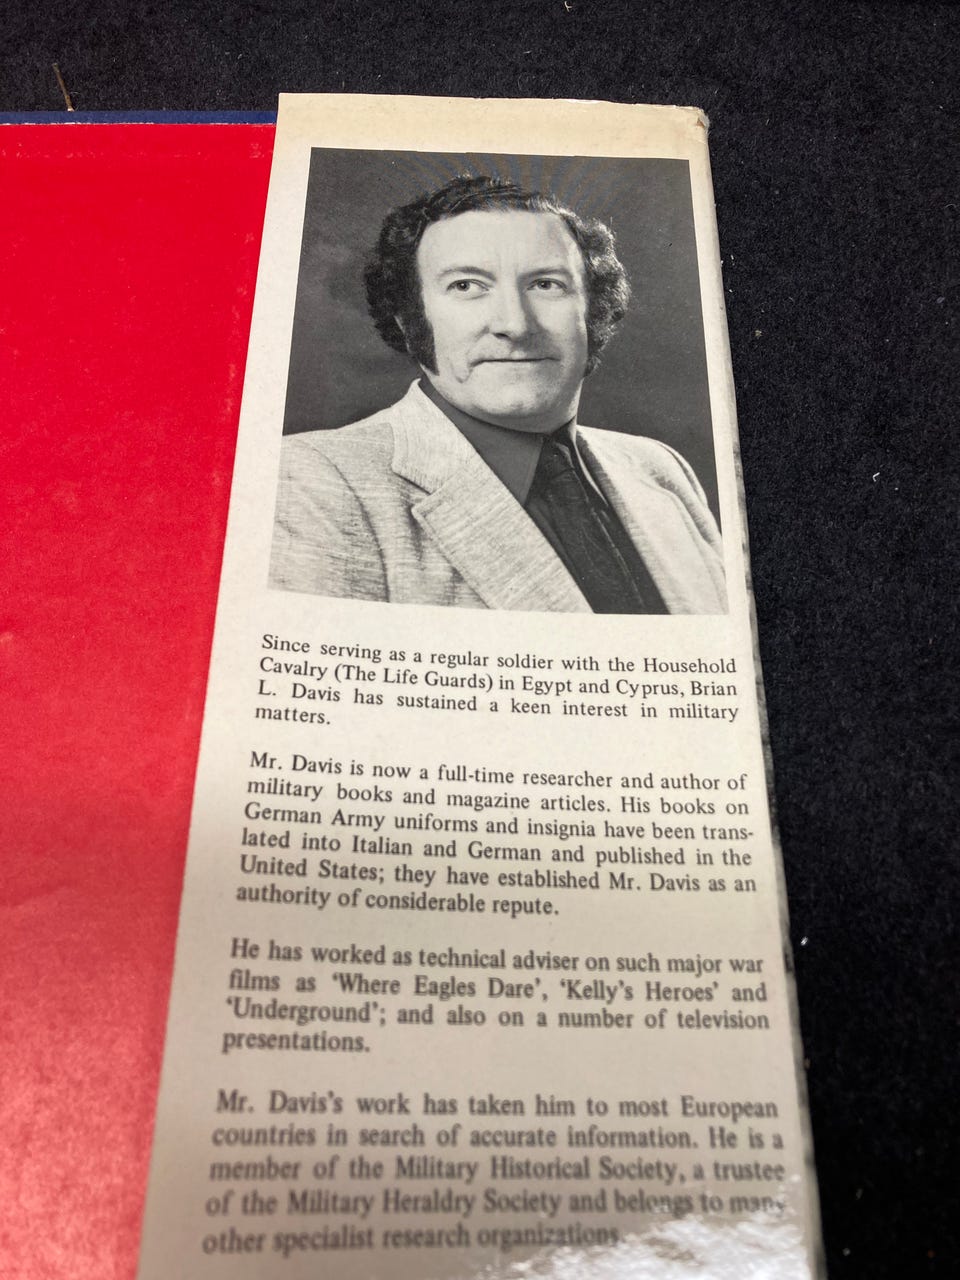 Since serving as a regular soldier with the Household
Cavalry (The Life Guards) in Egypt and Cyprus, Brian
L. Davis has sustained a keen interest in military
matters.
Mr. Davis is now a full-time researcher and author of
military books and magazine articles. His books on
German Army uniforms and insignia have been trans-
lated into Italian and German and published in the
United States; they have established Mr. Davis as an
authority of considerable repute.
He has worked as technical adviser on such major war
films as ‘Where Eagles Dare’, ‘Kelly’s Heroes’ and
‘Underground’; and also on a number of television
presentations.
Mr. Davis’s work has taken him to most European
countries in search of accurate information. He is a
member of the Military Historical Society, a trustee
of the Military Heraldry Society and belongs to many
other specialist research organizations.